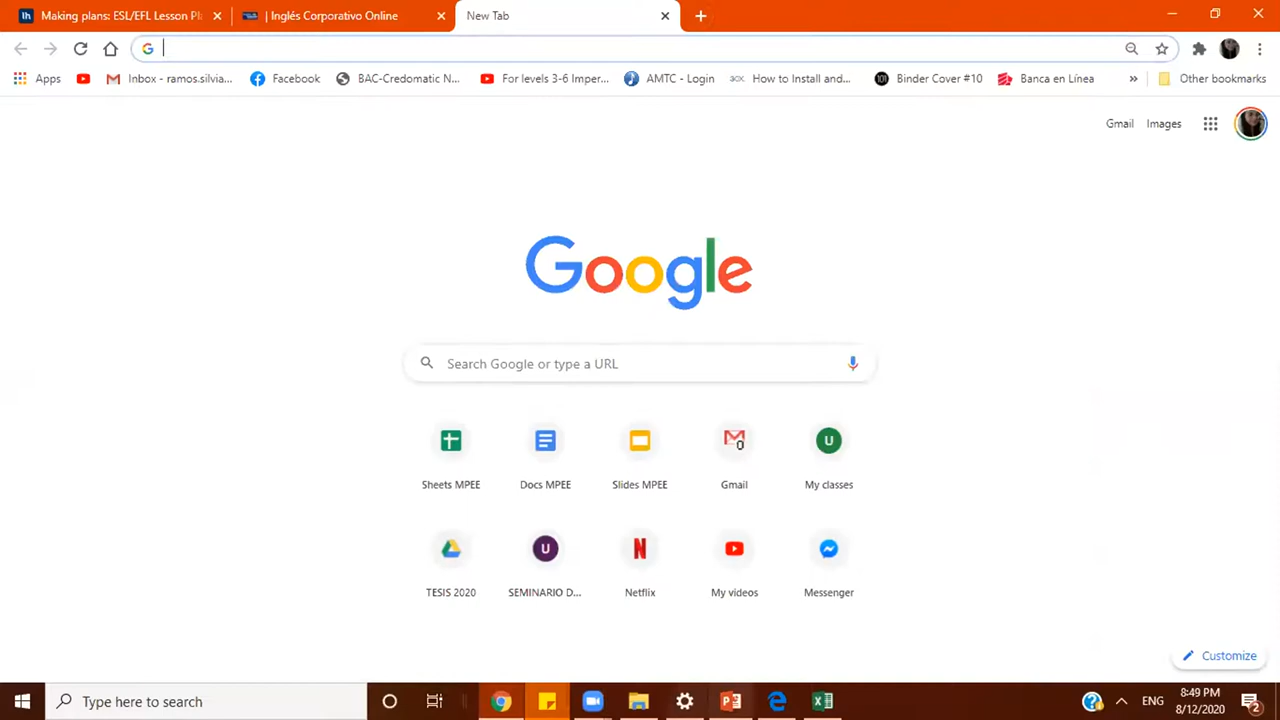 Making plans: ESL/EFL Lesson Pl
| Inglés Corporativo Online
New Tab
Apps
Inbox - ramos.silvia...
Facebook
BAC-Credomatic N...
For levels 3-6 Imper...
AMTC - Login
How to Install and...
Binder Cover #10
Banca en Línea
»
Other bookmarks
Gmail
Images
Google
Search Google or type a URL
Sheets MPEE
Docs MPEE
Slides MPEE
Gmail
My classes
TESIS 2020
SEMINARIO D...
Netflix
My videos
Messenger
Customize
Type here to search
ENG
8:49 PM
8/12/2020
2